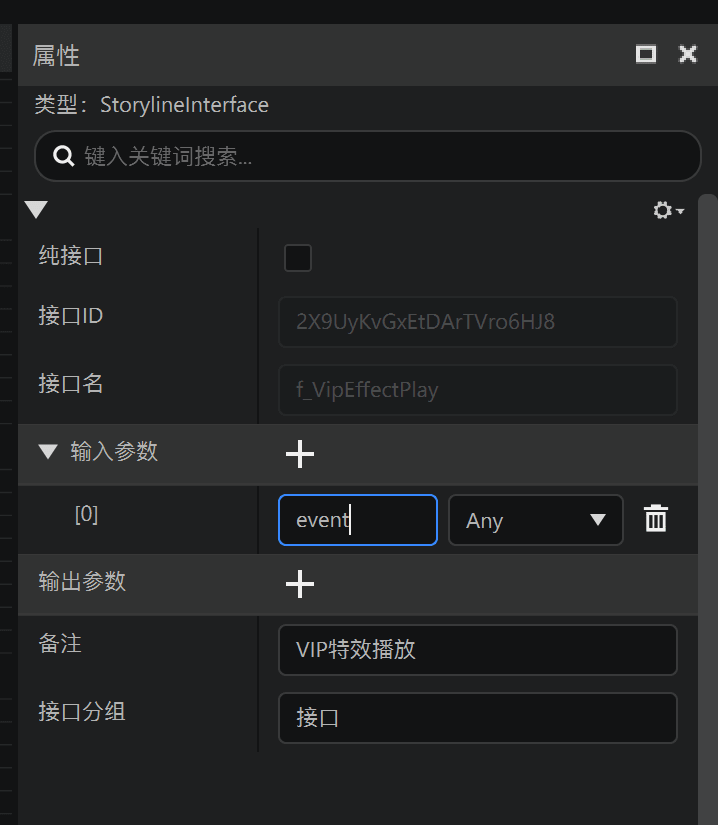 属性
类型：StorylineInterface
键入关键词搜索...
纯接口
接口ID
2X9UyKvGxEtDArTVro6HJ8
接口名
f_VipEffectPlay
输入参数
[0]
event
Any
输出参数
备注
VIP特效播放
接口分组
接口